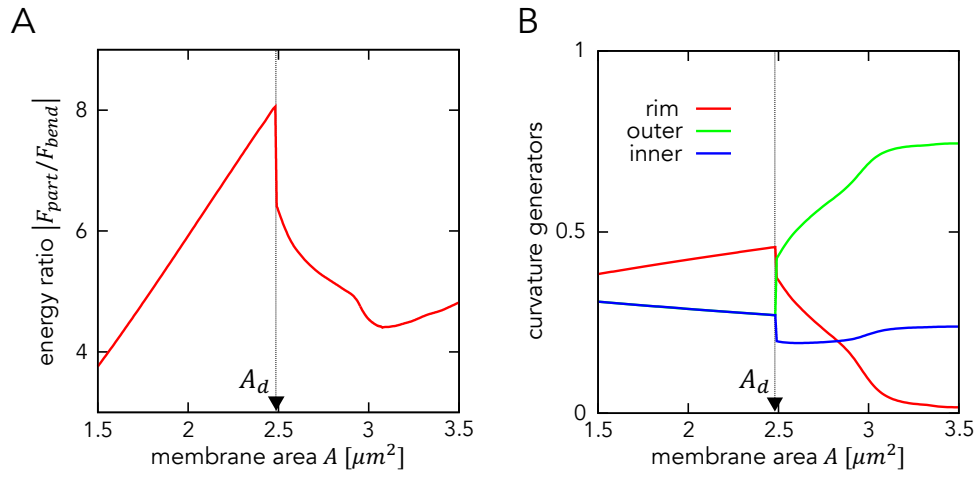 A
energy ratio |F_part/F_bend|
8
6
4
A_d
1.5 2 2.5 3 3.5
membrane area A [μm²]
B
curvature generators
1
0.5
0
rim
outer
inner
A_d
1.5 2 2.5 3 3.5
membrane area A [μm²]